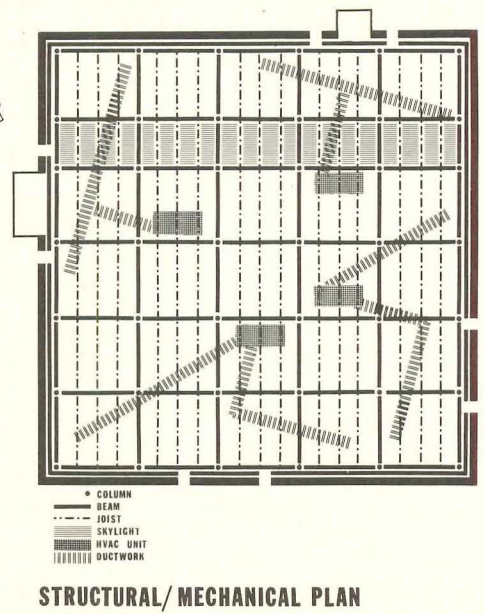 COLUMN
BEAM
JOIST
SKYLIGHT
HVAC UNIT
DUCTWORK
STRUCTURAL/MECHANICAL PLAN